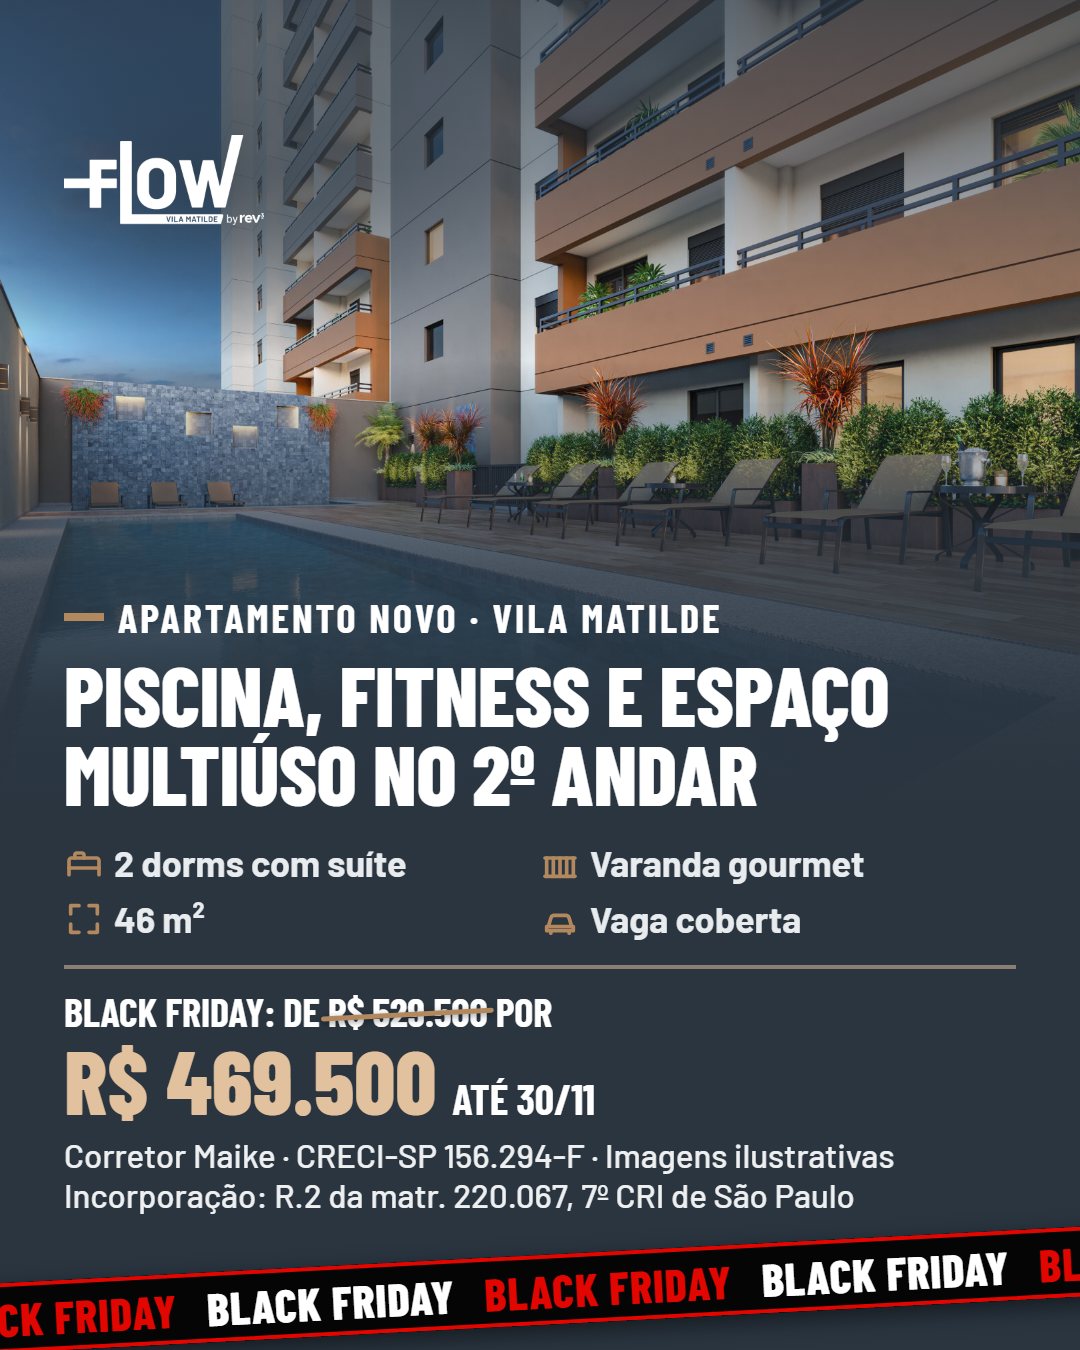 FLOW
VILA MATILDE by rev³
APARTAMENTO NOVO · VILA MATILDE
PISCINA, FITNESS E ESPAÇO
MULTIÚSO NO 2º ANDAR
2 dorms com suíte
Varanda gourmet
46 m²
Vaga coberta
BLACK FRIDAY: DE R$ 529.500 POR
R$ 469.500 ATÉ 30/11
Corretor Maike · CRECI-SP 156.294-F · Imagens ilustrativas
Incorporação: R.2 da matr. 220.067, 7º CRI de São Paulo
CK FRIDAY BLACK FRIDAY BLACK FRIDAY BLACK FRIDAY BL